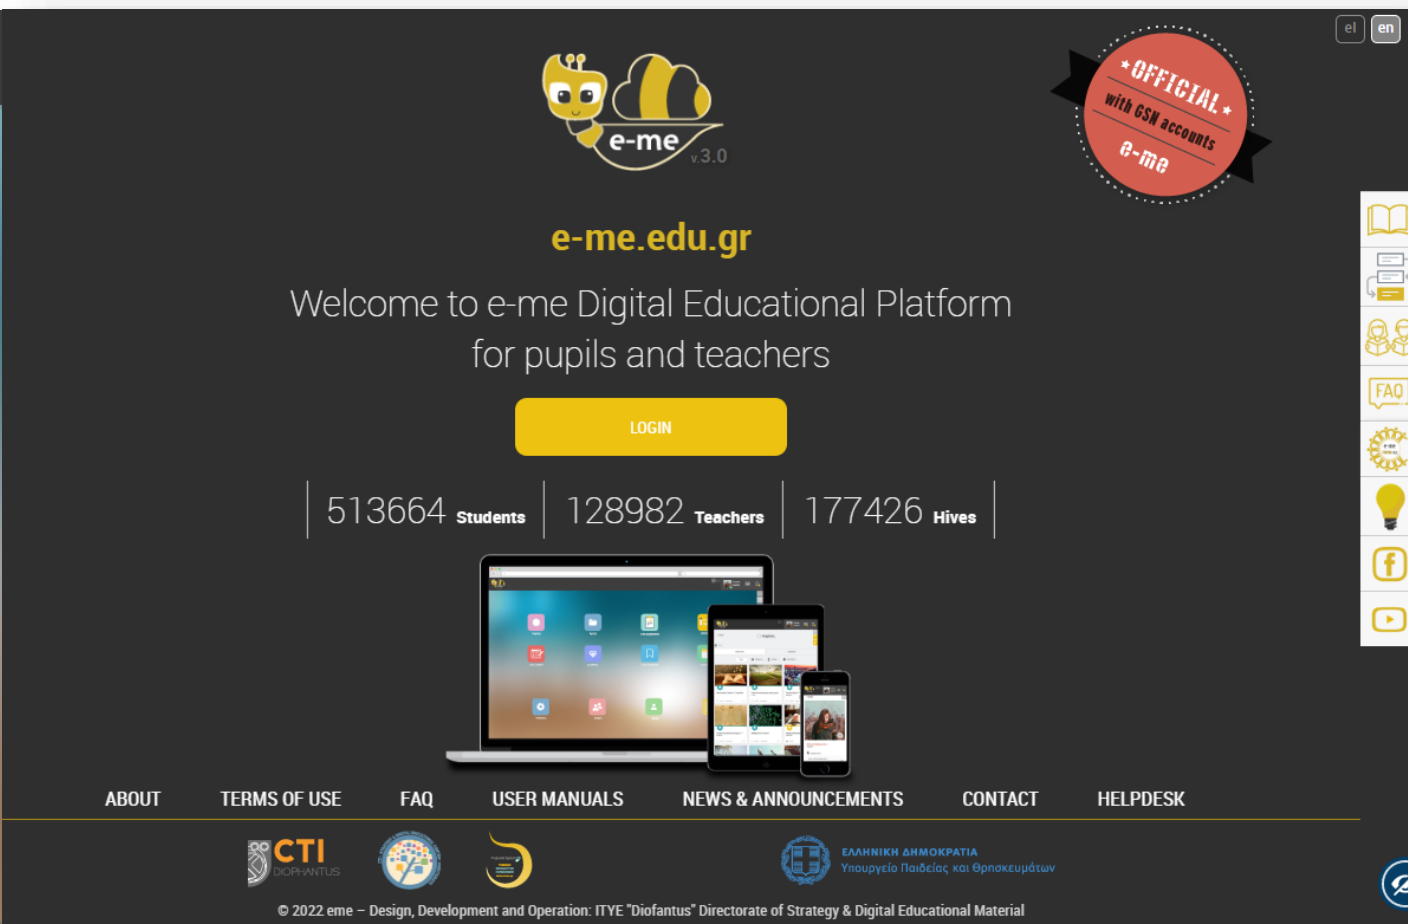 el en
★ OFFICIAL ★
with GSN accounts
e-me
e-me
v.3.0
e-me.edu.gr
Welcome to e-me Digital Educational Platform
for pupils and teachers
LOGIN
513664 Students 128982 Teachers 177426 Hives
FAQ
ABOUT TERMS OF USE FAQ USER MANUALS NEWS & ANNOUNCEMENTS CONTACT HELPDESK
CTI
DIOPHANTUS
ΕΛΛΗΝΙΚΗ ΔΗΜΟΚΡΑΤΙΑ
Υπουργείο Παιδείας και Θρησκευμάτων
© 2022 eme – Design, Development and Operation: ITYE "Diofantus" Directorate of Strategy & Digital Educational Material